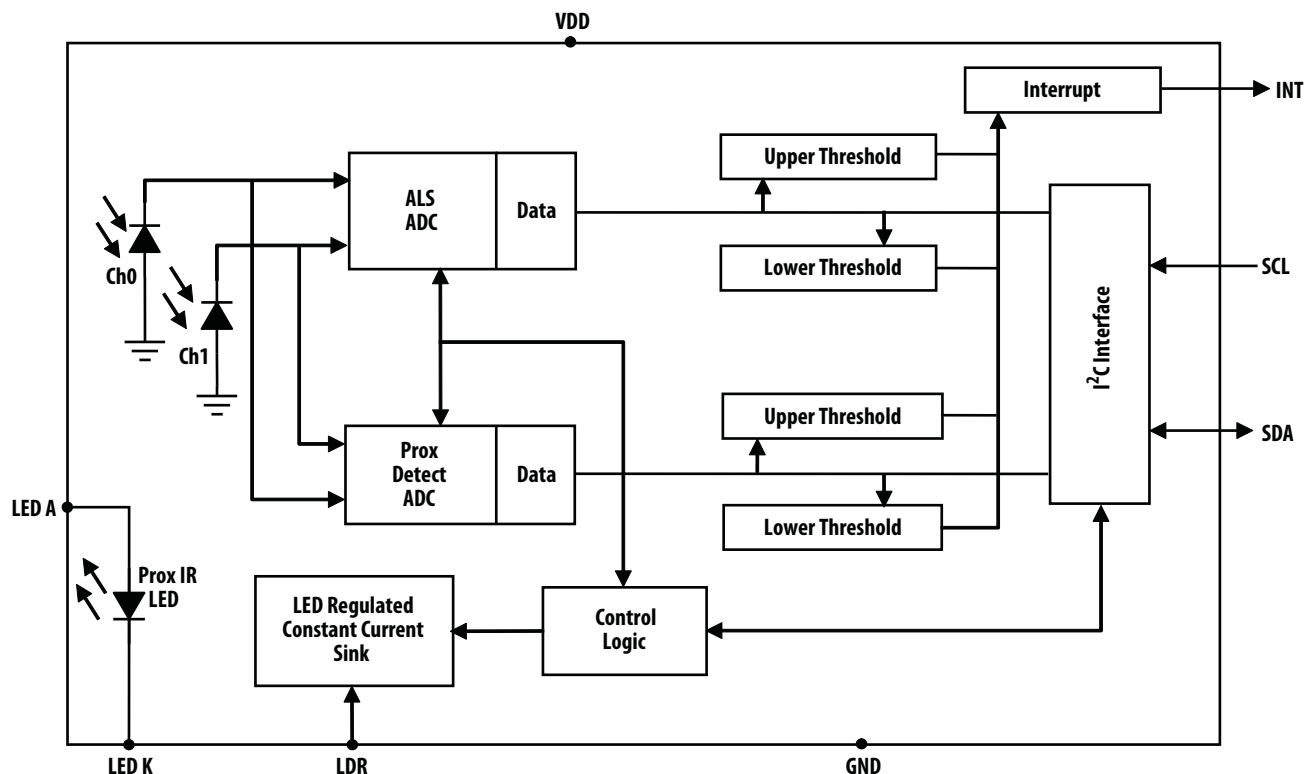 VDD
Interrupt
INT
Upper Threshold
ALS
ADC
Data
Ch0
Lower Threshold
SCL
Ch1
I²C Interface
Upper Threshold
SDA
Prox
Detect
ADC
Data
LED A
Lower Threshold
Prox IR
LED
LED Regulated
Constant Current
Sink
Control
Logic
LED K
LDR
GND